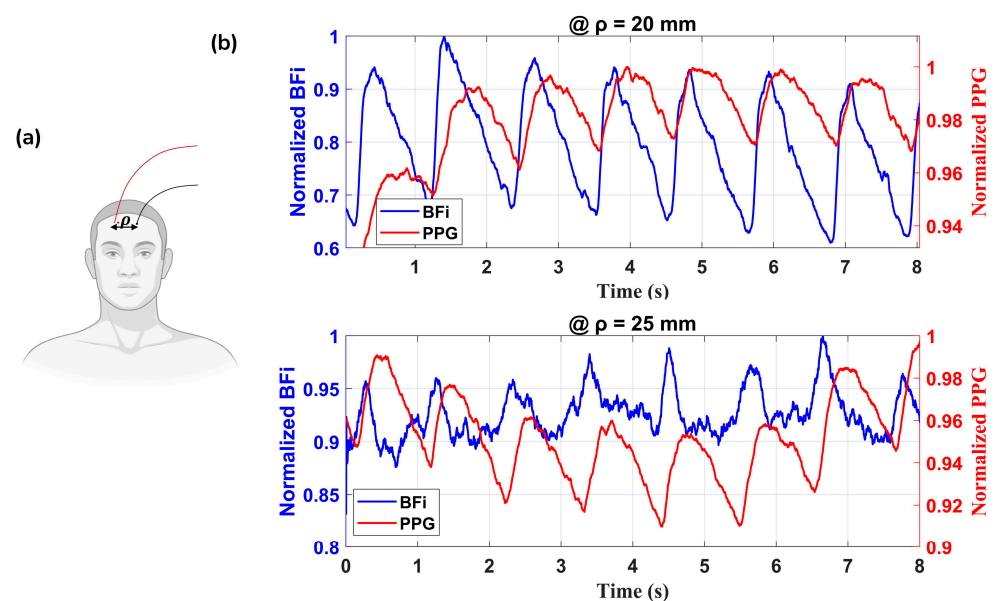 (a)
ρ
(b)
@ ρ = 20 mm
Normalized BFi
1
0.9
0.8
0.7
0.6
1
0.98
0.96
0.94
Normalized PPG
BFi
PPG
1 2 3 4 5 6 7 8
Time (s)
@ ρ = 25 mm
Normalized BFi
1
0.95
0.9
0.85
0.8
1
0.98
0.96
0.94
0.92
0.9
Normalized PPG
BFi
PPG
0 1 2 3 4 5 6 7 8
Time (s)